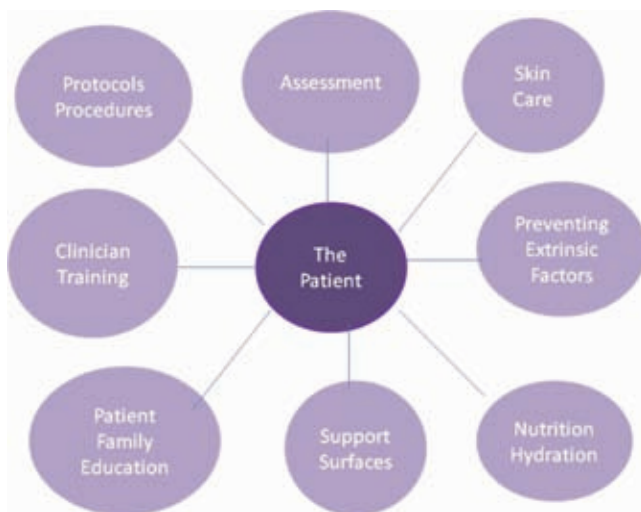 Protocols
Procedures
Assessment
Skin
Care
Clinician
Training
The
Patient
Preventing
Extrinsic
Factors
Patient
Family
Education
Support
Surfaces
Nutrition
Hydration